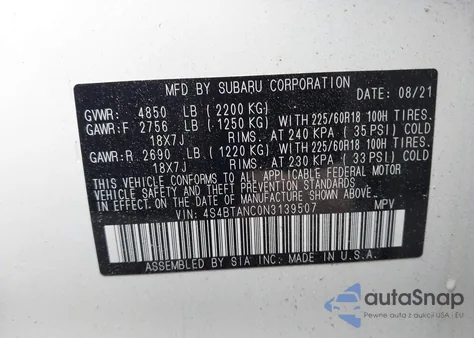 MFD BY SUBARU CORPORATION
DATE: 08/21
GVWR: 4850 LB (2200 KG)
GAWR:F 2756 LB (1250 KG) WITH 225/60R18 100H TIRES.
18X7J RIMS. AT 240 KPA (35 PSI) COLD
GAWR:R 2690 LB (1220 KG) WITH 225/60R18 100H TIRES.
18X7J RIMS. AT 230 KPA (33 PSI) COLD
THIS VEHICLE CONFORMS TO ALL APPLICABLE FEDERAL MOTOR
VEHICLE SAFETY STANDARDS IN EFFECT ON
THE DATE OF MANUFACTURE SHOWN ABOVE.
VIN: 4S4BTANC0N3139507 MPV
ASSEMBLED BY SIA INC. MADE IN U.S.A.
autoSnap
Pewne auta z USA i EU